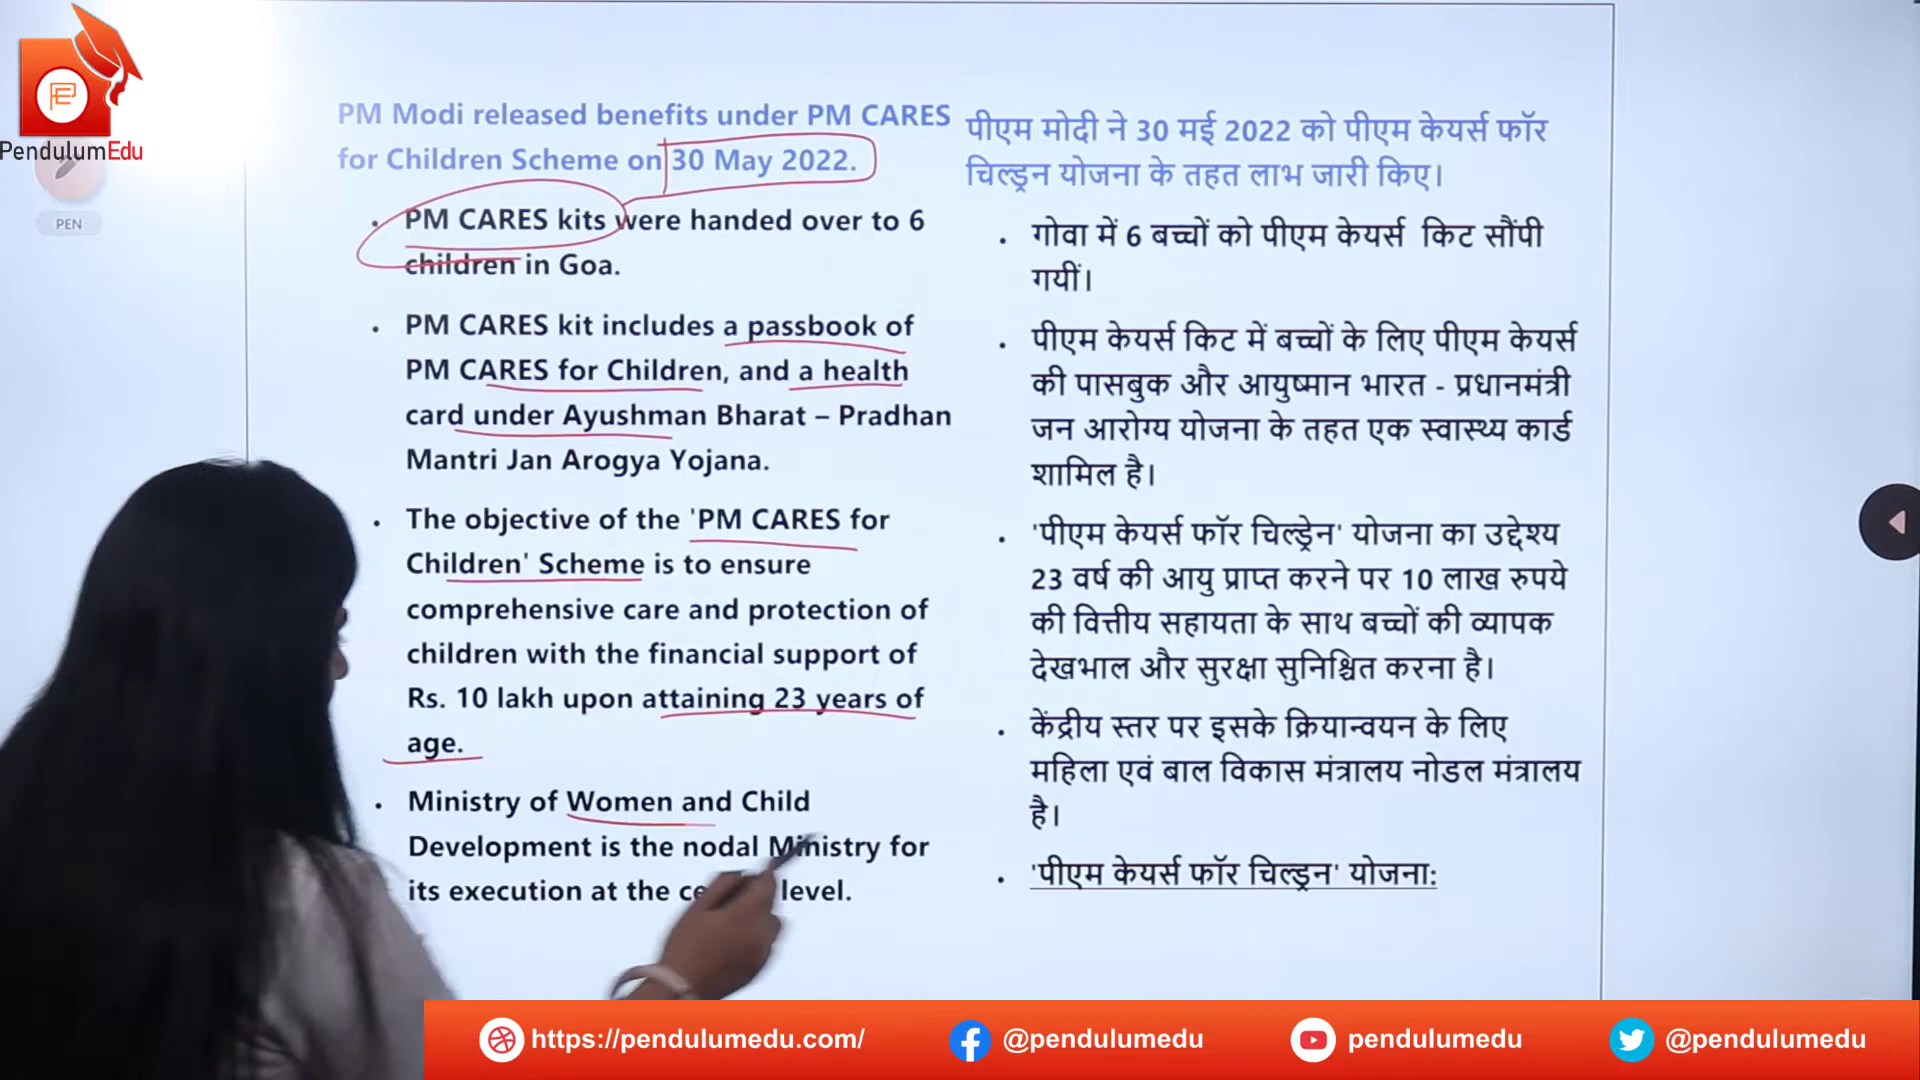 PendulumEdu
PEN
PM Modi released benefits under PM CARES
for Children Scheme on 30 May 2022.
• PM CARES kits were handed over to 6
children in Goa.
• PM CARES kit includes a passbook of
PM CARES for Children, and a health
card under Ayushman Bharat – Pradhan
Mantri Jan Arogya Yojana.
• The objective of the 'PM CARES for
Children' Scheme is to ensure
comprehensive care and protection of
children with the financial support of
Rs. 10 lakh upon attaining 23 years of
age.
• Ministry of Women and Child
Development is the nodal Ministry for
its execution at the level.
पीएम मोदी ने 30 मई 2022 को पीएम केयर्स फॉर
चिल्ड्रन योजना के तहत लाभ जारी किए।
• गोवा में 6 बच्चों को पीएम केयर्स किट सौंपी
गयीं।
• पीएम केयर्स किट में बच्चों के लिए पीएम केयर्स
की पासबुक और आयुष्मान भारत - प्रधानमंत्री
जन आरोग्य योजना के तहत एक स्वास्थ्य कार्ड
शामिल है।
• 'पीएम केयर्स फॉर चिल्ड्रेन' योजना का उद्देश्य
23 वर्ष की आयु प्राप्त करने पर 10 लाख रुपये
की वित्तीय सहायता के साथ बच्चों की व्यापक
देखभाल और सुरक्षा सुनिश्चित करना है।
• केंद्रीय स्तर पर इसके क्रियान्वयन के लिए
महिला एवं बाल विकास मंत्रालय नोडल मंत्रालय
है।
• 'पीएम केयर्स फॉर चिल्ड्रन' योजना:
https://pendulumedu.com/ @pendulumedu pendulumedu @pendulumedu